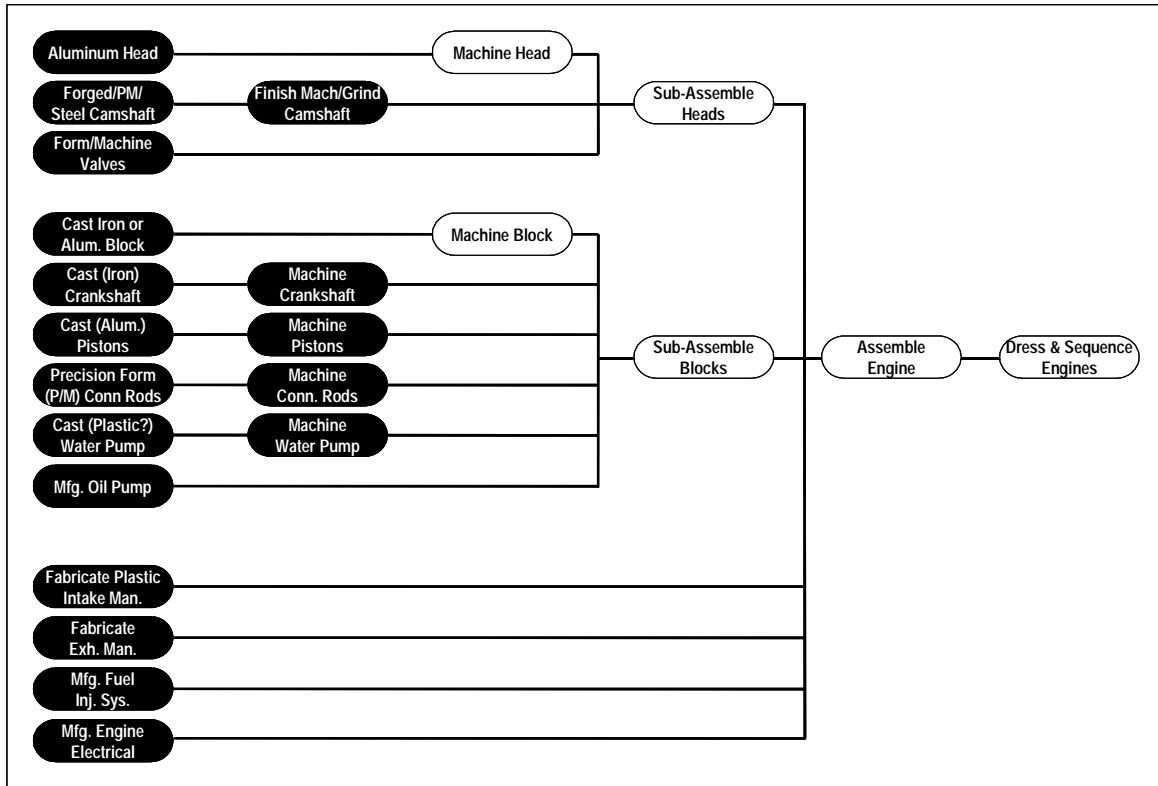 Aluminum Head
Machine Head
Forged/PM/
Steel Camshaft
Finish Mach/Grind
Camshaft
Sub-Assemble
Heads
Form/Machine
Valves
Cast Iron or
Alum. Block
Machine Block
Cast (Iron)
Crankshaft
Machine
Crankshaft
Cast (Alum.)
Pistons
Machine
Pistons
Sub-Assemble
Blocks
Assemble
Engine
Dress & Sequence
Engines
Precision Form
(P/M) Conn Rods
Machine
Conn. Rods
Cast (Plastic?)
Water Pump
Machine
Water Pump
Mfg. Oil Pump
Fabricate Plastic
Intake Man.
Fabricate
Exh. Man.
Mfg. Fuel
Inj. Sys.
Mfg. Engine
Electrical